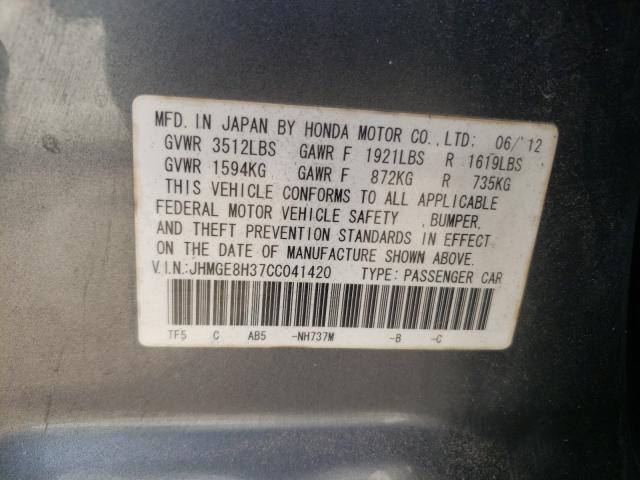 MFD. IN JAPAN BY HONDA MOTOR CO.,LTD: 06/'12
GVWR 3512LBS GAWR F 1921LBS R 1619LBS
GVWR 1594KG GAWR F 872KG R 735KG
THIS VEHICLE CONFORMS TO ALL APPLICABLE
FEDERAL MOTOR VEHICLE SAFETY ,BUMPER,
AND THEFT PREVENTION STANDARDS IN EFFECT
ON THE DATE OF MANUFACTURE SHOWN ABOVE.
V.I.N.:JHMGE8H37CC041420 TYPE: PASSENGER CAR
TF5 C AB5 -NH737M -B -C